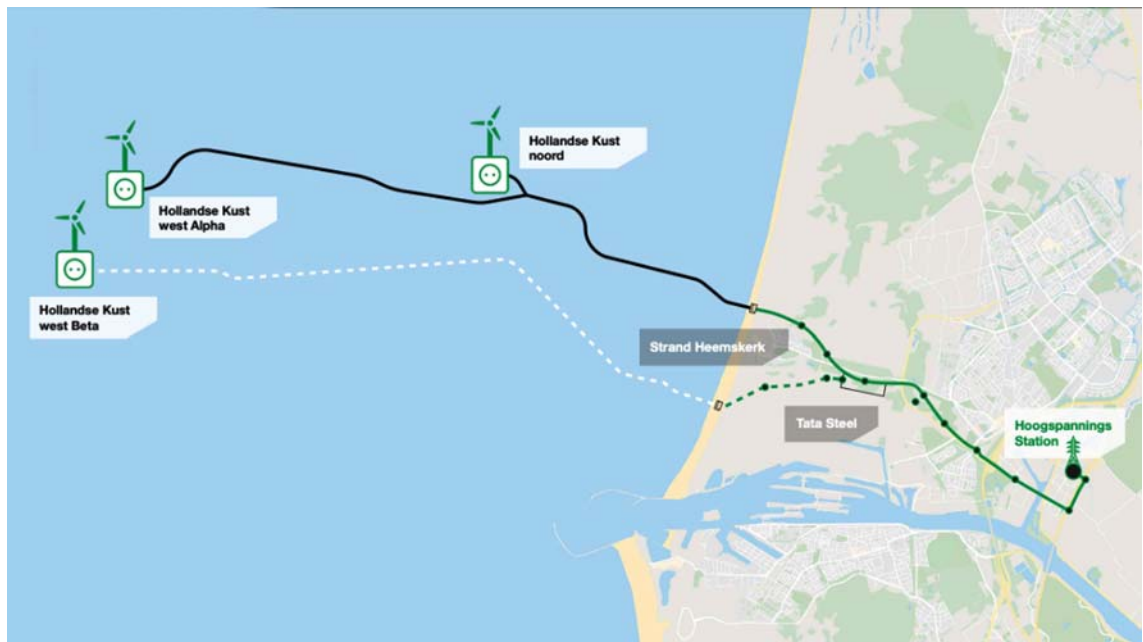 Hollandse Kust
noord
Hollandse Kust
west Alpha
Hollandse Kust
west Beta
Strand Heemskerk
Tata Steel
Hoogspannings
Station